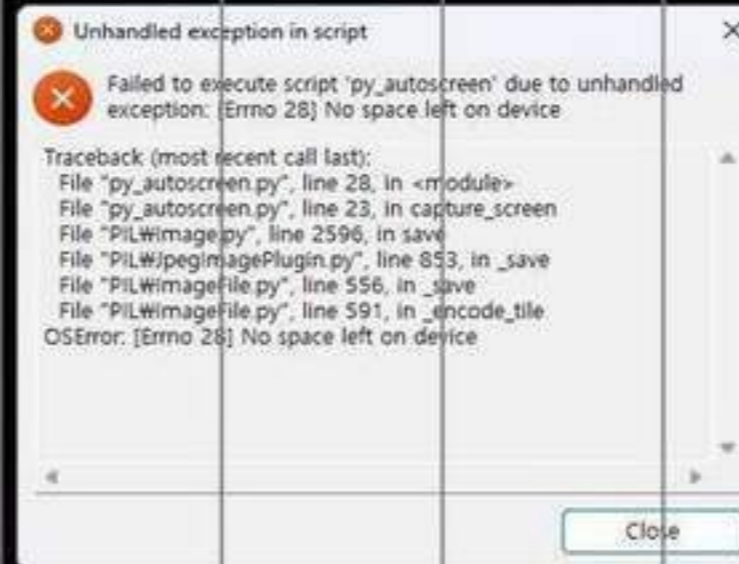 Unhandled exception in script
Failed to execute script 'py_autoscreen' due to unhandled
exception: [Errno 28] No space left on device
Traceback (most recent call last):
File "py_autoscreen.py", line 28, in <module>
File "py_autoscreen.py", line 23, in capture_screen
File "PIL₩Image.py", line 2596, in save
File "PIL₩JpegImagePlugin.py", line 853, in _save
File "PIL₩ImageFile.py", line 556, in _save
File "PIL₩ImageFile.py", line 591, in _encode_tile
OSError: [Errno 28] No space left on device
Close